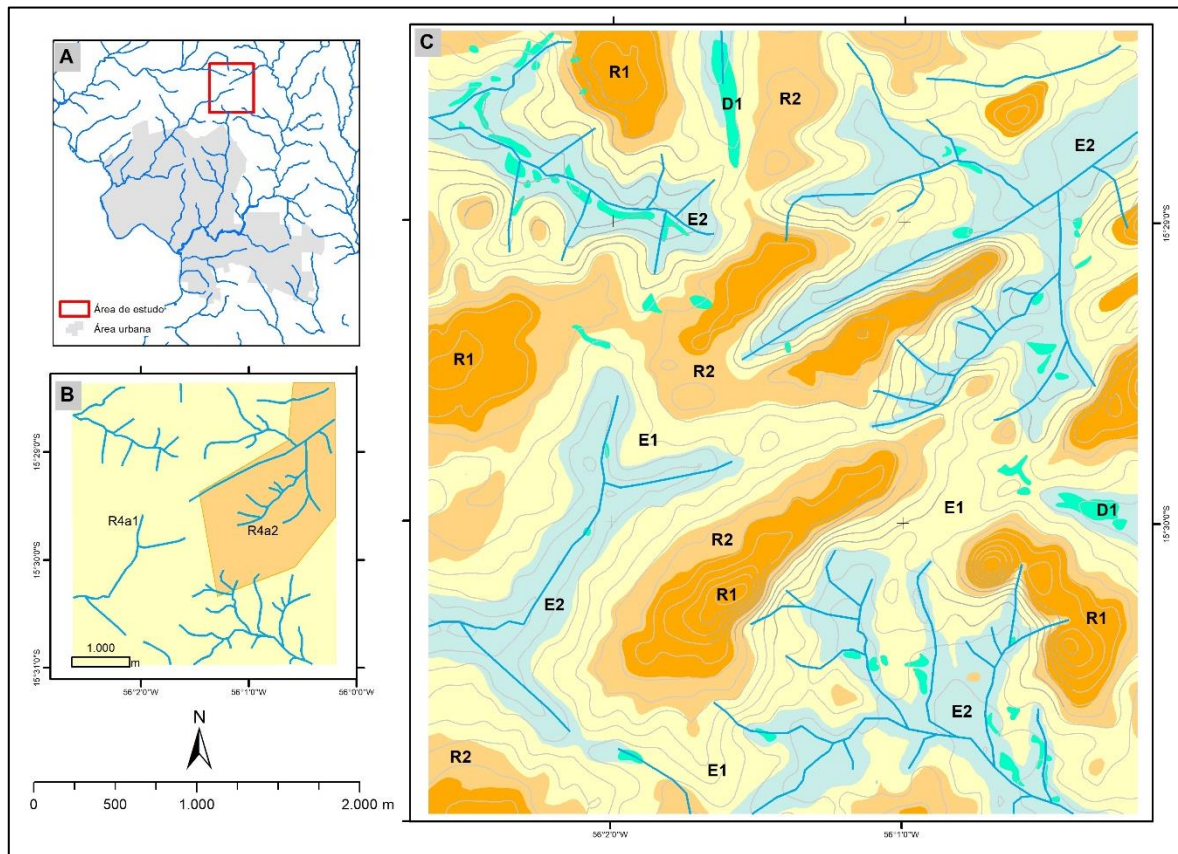 A
Área de estudo
Área urbana
B
R4a1
R4a2
1.000
m
15°29'0"S
15°30'0"S
15°31'0"S
56°2'0"W
56°1'0"W
56°0'0"W
N
0 500 1.000 2.000 m
C
R1
D1
R2
E2
E2
R1
R2
E1
E1
D1
R2
R1
E2
R1
E2
R2
E1
15°29'0"S
15°30'0"S
56°2'0"W
56°1'0"W